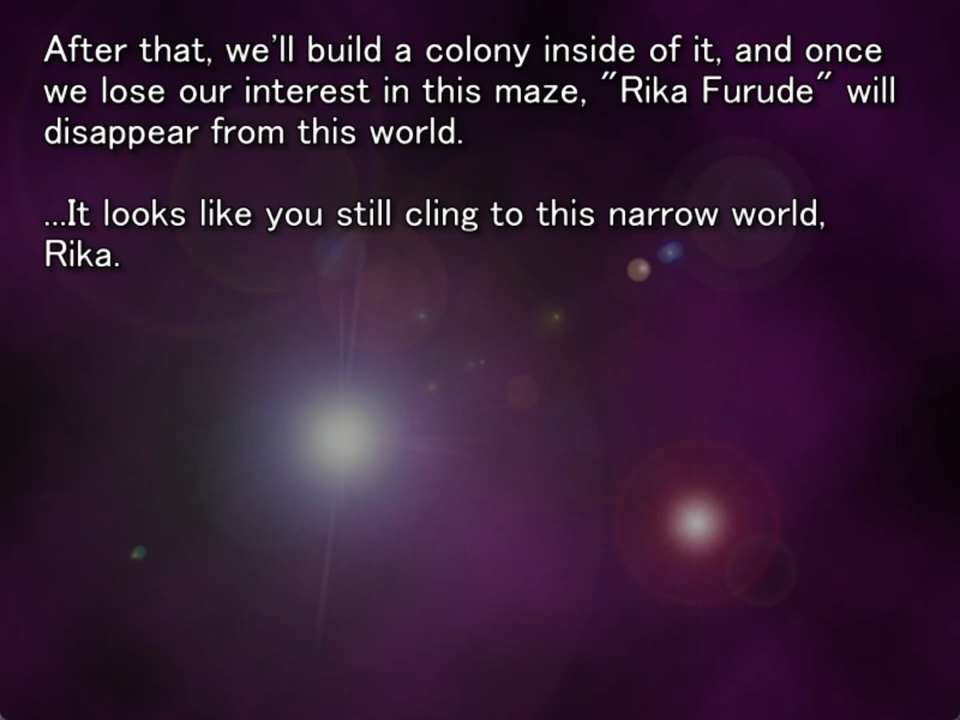 After that, we'll build a colony inside of it, and once
we lose our interest in this maze, "Rika Furude" will
disappear from this world.
...It looks like you still cling to this narrow world,
Rika.